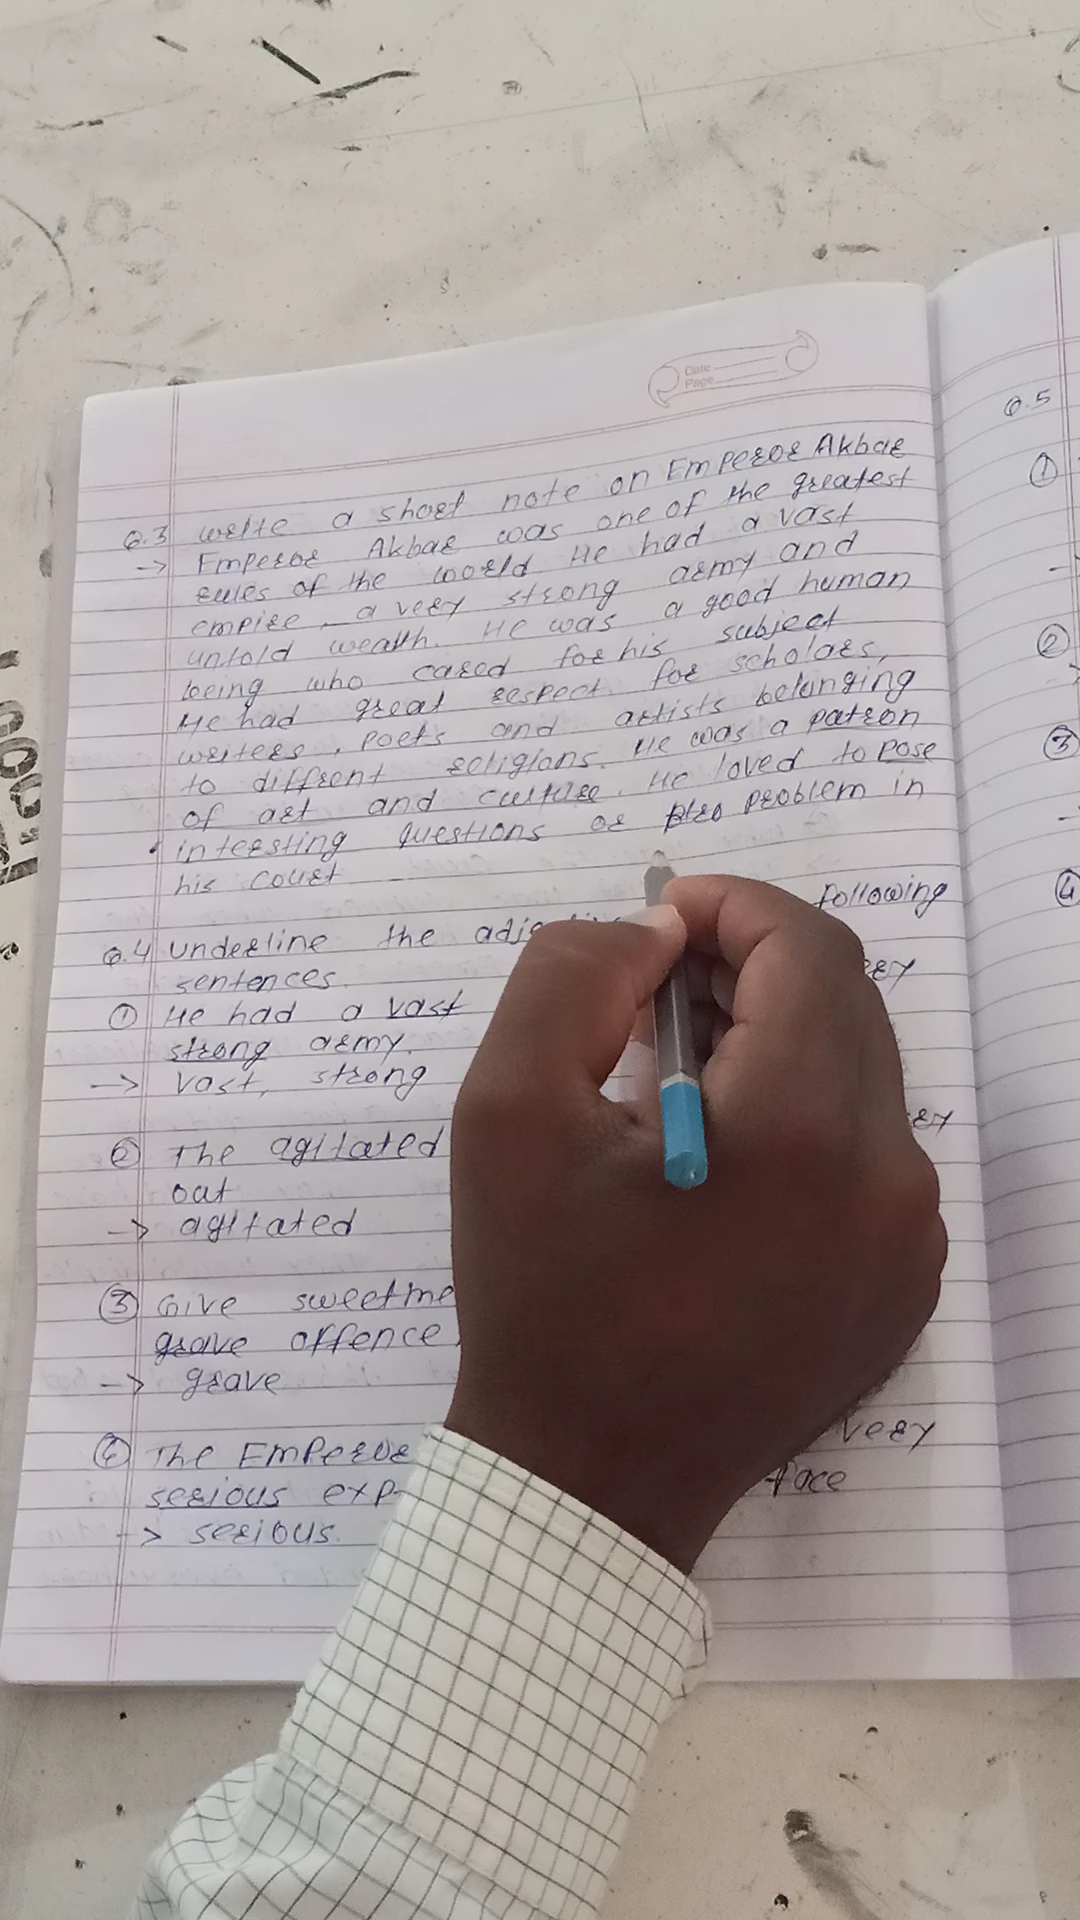 Date
Page
Q.3 write a short note on Emperor Akbar
-> Emperor Akbar was one of the greatest
rules of the world He had a vast
empire, a very strong army and
untold wealth. He was a good human
being who cared for his subject
He had great respect for scholars,
writers, poets and artists belonging
to diffrent religions. He was a patron
of art and culture. He loved to pose
intersting questions or problem in
his court
Q.4 Underline the following
sentences.
① He had a vast
strong army.
-> Vast, strong
② The agitated
out
-> agitated
③ Give
grave offence
-> grave
The Emperor very
serious face
-> serious.
Q.5
①
②
③
④